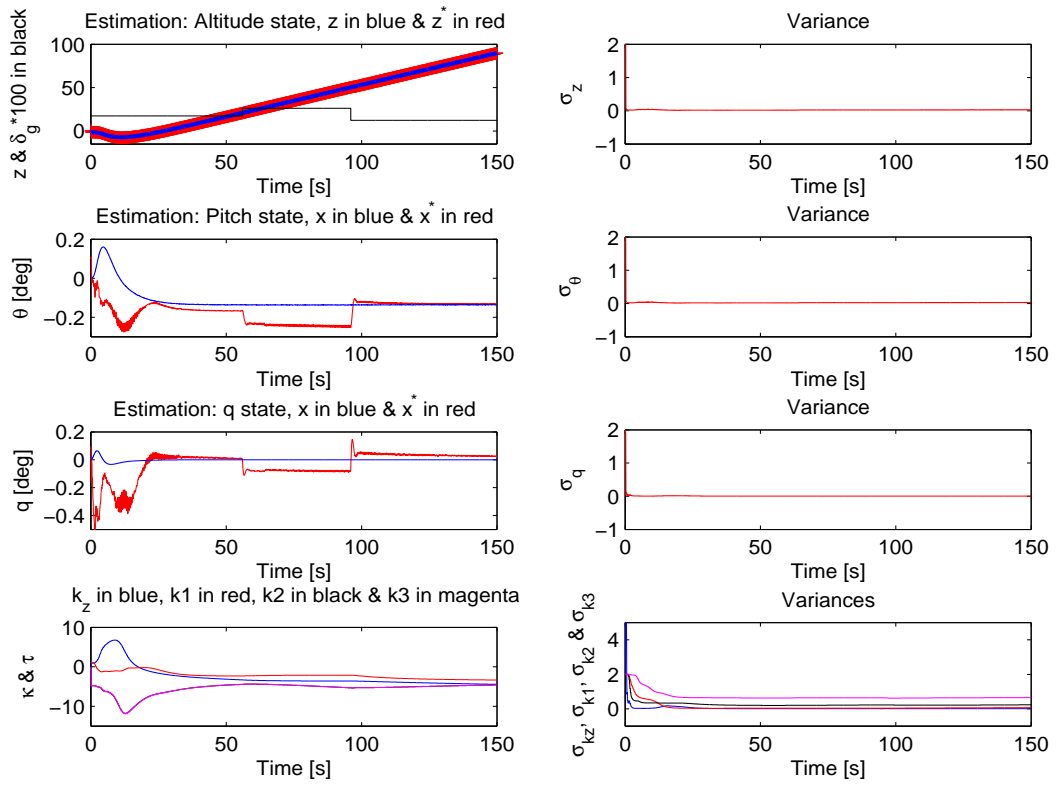 Estimation: Altitude state, z in blue & z* in red
z & δg*100 in black
100
50
0
0
50
100
150
Time [s]
Variance
σz
2
1
0
−1
0
50
100
150
Time [s]
Estimation: Pitch state, x in blue & x* in red
θ [deg]
0.2
0
−0.2
0
50
100
150
Time [s]
Variance
σθ
2
1
0
−1
0
50
100
150
Time [s]
Estimation: q state, x in blue & x* in red
q [deg]
0.2
0
−0.2
−0.4
0
50
100
150
Time [s]
Variance
σq
2
1
0
−1
0
50
100
150
Time [s]
kz in blue, k1 in red, k2 in black & k3 in magenta
κ & τ
10
0
−10
0
50
100
150
Time [s]
Variances
σkz, σk1, σk2 & σk3
4
2
0
0
50
100
150
Time [s]